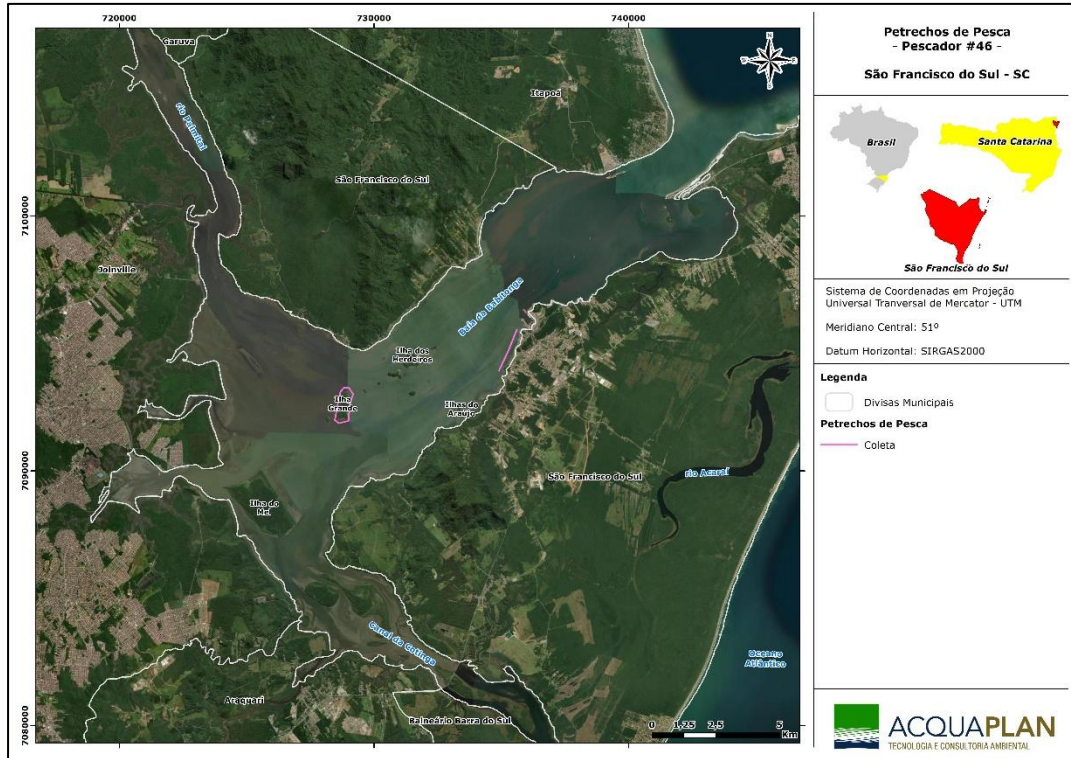 720000
730000
740000
7100000
7090000
7080000
Garuva
Itapoá
rio Palmital
São Francisco do Sul
Joinville
Baía da Babitonga
Ilha dos
Herdeiros
Ilha
Grande
Ilhas do
Araujo
São Francisco do Sul
rio Acaraí
Ilha do
Mel
Canal da Cotinga
Oceano
Atlântico
Araquari
Balneário Barra do Sul
0 1,25 2,5 5
Km
Petrechos de Pesca
- Pescador #46 -
São Francisco do Sul - SC
Brasil
Santa Catarina
São Francisco do Sul
Sistema de Coordenadas em Projeção
Universal Tranversal de Mercator - UTM
Meridiano Central: 51º
Datum Horizontal: SIRGAS2000
Legenda
Divisas Municipais
Petrechos de Pesca
Coleta
ACQUAPLAN
TECNOLOGIA E CONSULTORIA AMBIENTAL